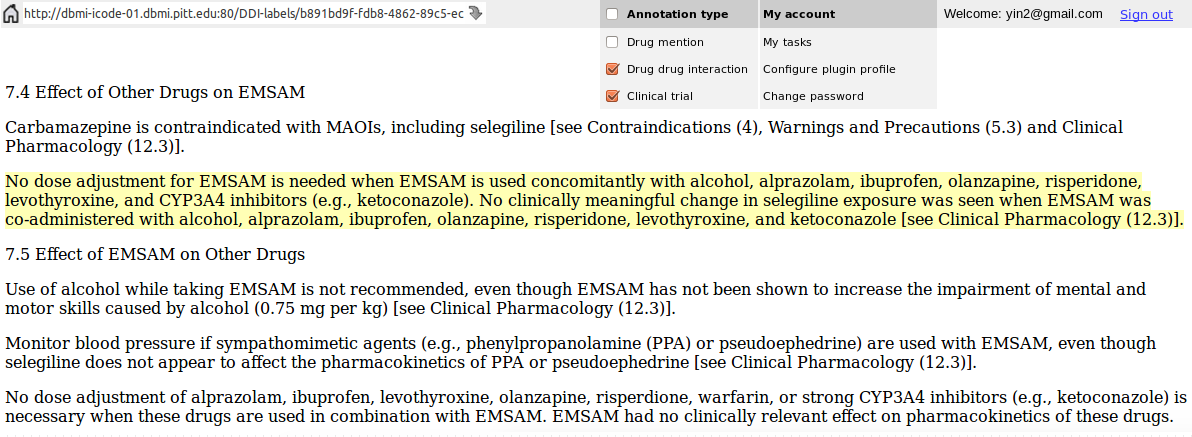 http://dbmi-icode-01.dbmi.pitt.edu:80/DDI-labels/b891bd9f-fdb8-4862-89c5-ec
Annotation type
My account
Welcome: yin2@gmail.com
Sign out
Drug mention
My tasks
Drug drug interaction
Configure plugin profile
Clinical trial
Change password
7.4 Effect of Other Drugs on EMSAM
Carbamazepine is contraindicated with MAOIs, including selegiline [see Contraindications (4), Warnings and Precautions (5.3) and Clinical
Pharmacology (12.3)].
No dose adjustment for EMSAM is needed when EMSAM is used concomitantly with alcohol, alprazolam, ibuprofen, olanzapine, risperidone,
levothyroxine, and CYP3A4 inhibitors (e.g., ketoconazole). No clinically meaningful change in selegiline exposure was seen when EMSAM was
co-administered with alcohol, alprazolam, ibuprofen, olanzapine, risperidone, levothyroxine, and ketoconazole [see Clinical Pharmacology (12.3)].
7.5 Effect of EMSAM on Other Drugs
Use of alcohol while taking EMSAM is not recommended, even though EMSAM has not been shown to increase the impairment of mental and
motor skills caused by alcohol (0.75 mg per kg) [see Clinical Pharmacology (12.3)].
Monitor blood pressure if sympathomimetic agents (e.g., phenylpropanolamine (PPA) or pseudoephedrine) are used with EMSAM, even though
selegiline does not appear to affect the pharmacokinetics of PPA or pseudoephedrine [see Clinical Pharmacology (12.3)].
No dose adjustment of alprazolam, ibuprofen, levothyroxine, olanzapine, risperdione, warfarin, or strong CYP3A4 inhibitors (e.g., ketoconazole) is
necessary when these drugs are used in combination with EMSAM. EMSAM had no clinically relevant effect on pharmacokinetics of these drugs.